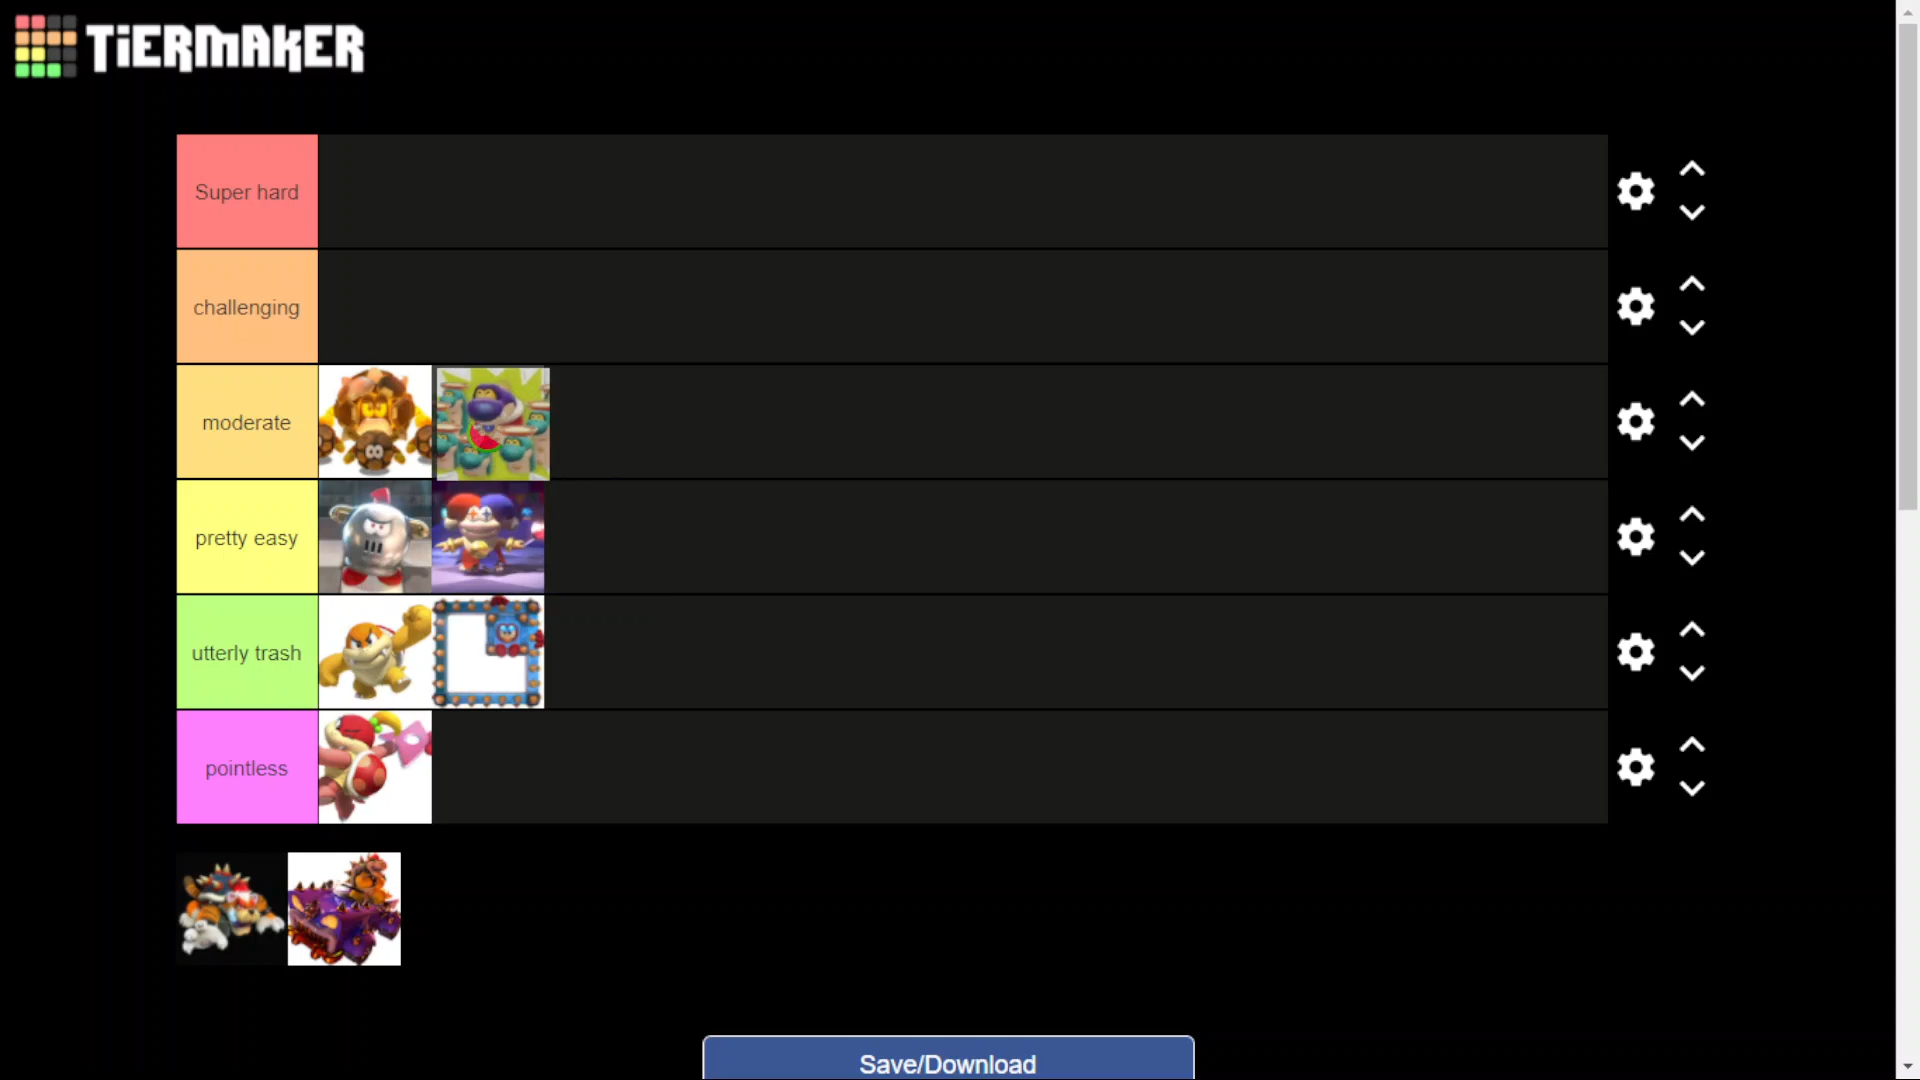 TiERMAKER
Super hard
challenging
moderate
pretty easy
utterly trash
pointless
Save/Download